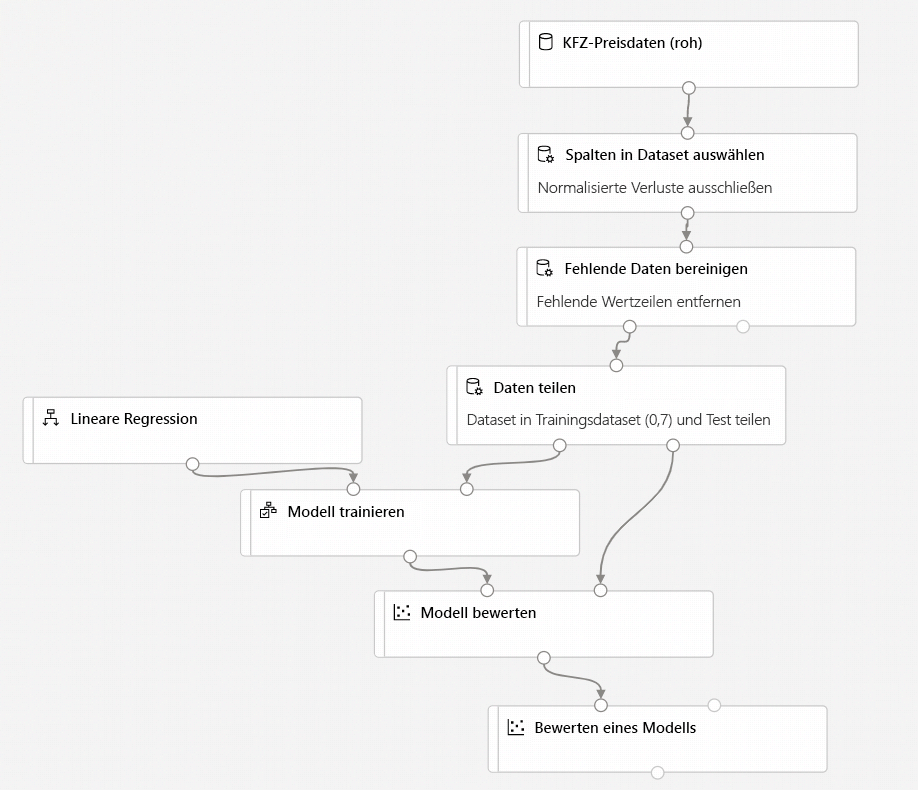 KFZ-Preisdaten (roh)
Spalten in Dataset auswählen
Normalisierte Verluste ausschließen
Fehlende Daten bereinigen
Fehlende Wertzeilen entfernen
Daten teilen
Dataset in Trainingsdataset (0,7) und Test teilen
Lineare Regression
Modell trainieren
Modell bewerten
Bewerten eines Modells